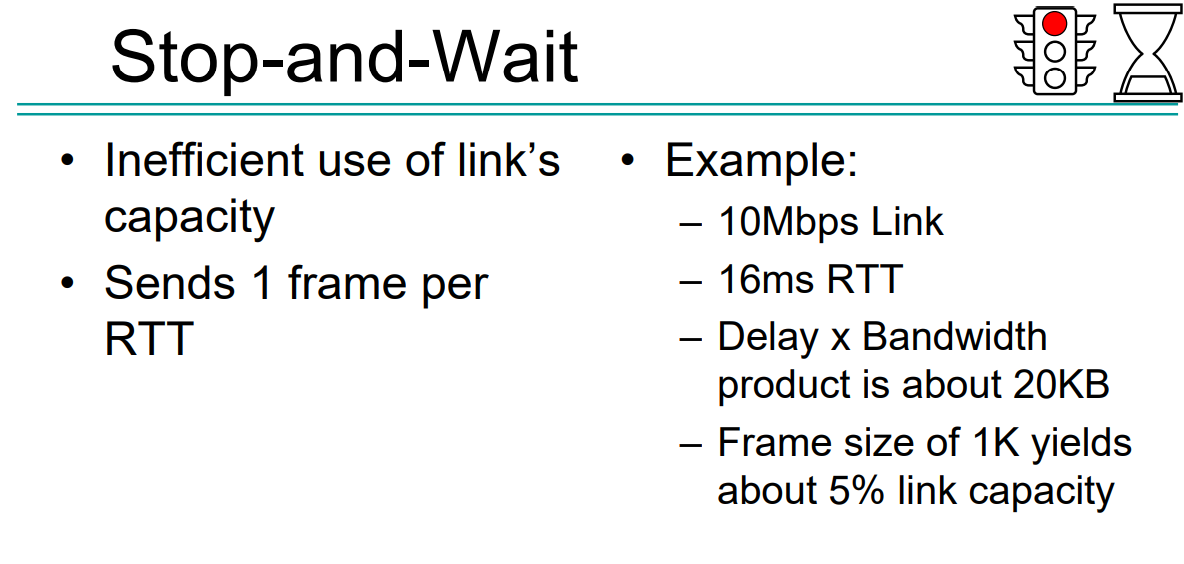 Stop-and-Wait
• Inefficient use of link’s
capacity
• Sends 1 frame per
RTT
• Example:
– 10Mbps Link
– 16ms RTT
– Delay x Bandwidth
product is about 20KB
– Frame size of 1K yields
about 5% link capacity